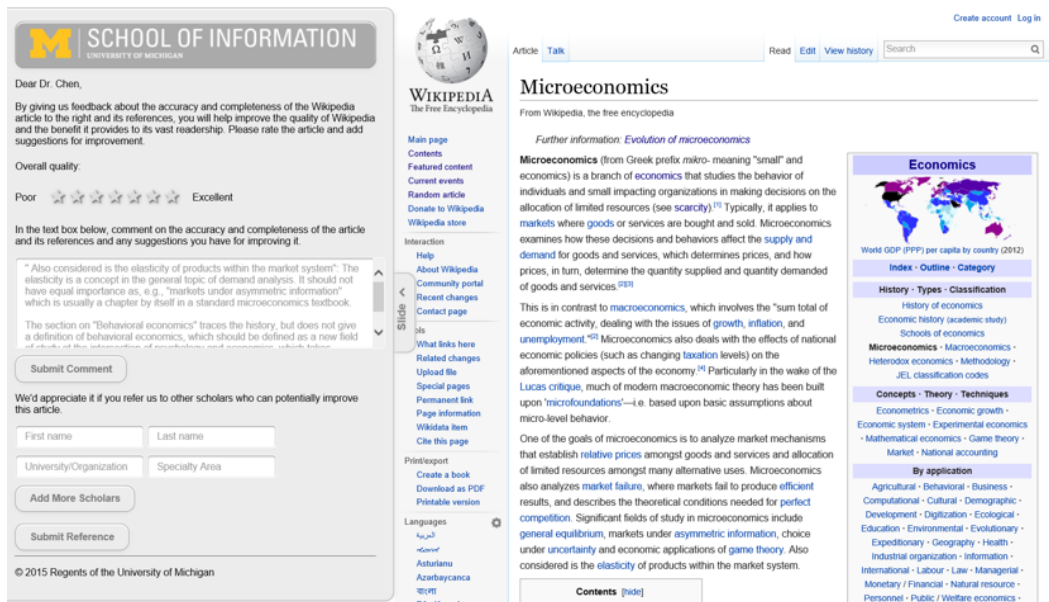 SCHOOL OF INFORMATION
UNIVERSITY OF MICHIGAN
Dear Dr. Chen,
By giving us feedback about the accuracy and completeness of the Wikipedia
article to the right and its references, you will help improve the quality of Wikipedia
and the benefit it provides to its vast readership. Please rate the article and add
suggestions for improvement.
Overall quality:
Poor
Excellent
In the text box below, comment on the accuracy and completeness of the article
and its references and any suggestions you have for improving it.
" Also considered is the elasticity of products within the market system": The
elasticity is a concept in the general topic of demand analysis. It should not
have equal importance as, e.g., "markets under asymmetric information"
which is usually a chapter by itself in a standard microeconomics textbook.
The section on "Behavioral economics" traces the history, but does not give
a definition of behavioral economics, which should be defined as a new field
of study at the intersection of psychology and economics, which takes
Submit Comment
We'd appreciate it if you refer us to other scholars who can potentially improve
this article.
First name
Last name
University/Organization
Specialty Area
Add More Scholars
Submit Reference
© 2015 Regents of the University of Michigan
Slide
WIKIPEDIA
The Free Encyclopedia
Main page
Contents
Featured content
Current events
Random article
Donate to Wikipedia
Wikipedia store
Interaction
Help
About Wikipedia
Community portal
Recent changes
Contact page
What links here
Related changes
Upload file
Special pages
Permanent link
Page information
Wikidata item
Cite this page
Print/export
Create a book
Download as PDF
Printable version
Languages
العربية
Asturianu
Azərbaycanca
বাংলা
Create account Log in
Article Talk
Read Edit View history
Search
Microeconomics
From Wikipedia, the free encyclopedia
Further information: Evolution of microeconomics
Microeconomics (from Greek prefix mikro- meaning "small" and
economics) is a branch of economics that studies the behavior of
individuals and small impacting organizations in making decisions on the
allocation of limited resources (see scarcity).[1] Typically, it applies to
markets where goods or services are bought and sold. Microeconomics
examines how these decisions and behaviors affect the supply and
demand for goods and services, which determines prices, and how
prices, in turn, determine the quantity supplied and quantity demanded
of goods and services.[2][3]
This is in contrast to macroeconomics, which involves the "sum total of
economic activity, dealing with the issues of growth, inflation, and
unemployment."[2] Microeconomics also deals with the effects of national
economic policies (such as changing taxation levels) on the
aforementioned aspects of the economy.[4] Particularly in the wake of the
Lucas critique, much of modern macroeconomic theory has been built
upon 'microfoundations'—i.e. based upon basic assumptions about
micro-level behavior.
One of the goals of microeconomics is to analyze market mechanisms
that establish relative prices amongst goods and services and allocation
of limited resources amongst many alternative uses. Microeconomics
also analyzes market failure, where markets fail to produce efficient
results, and describes the theoretical conditions needed for perfect
competition. Significant fields of study in microeconomics include
general equilibrium, markets under asymmetric information, choice
under uncertainty and economic applications of game theory. Also
considered is the elasticity of products within the market system.
Contents [hide]
Economics
World GDP (PPP) per capita by country (2012)
Index · Outline · Category
History · Types · Classification
History of economics
Economic history (academic study)
Schools of economics
Microeconomics · Macroeconomics ·
Heterodox economics · Methodology ·
JEL classification codes
Concepts · Theory · Techniques
Econometrics · Economic growth ·
Economic system · Experimental economics
· Mathematical economics · Game theory ·
Market · National accounting
By application
Agricultural · Behavioral · Business ·
Computational · Cultural · Demographic ·
Development · Digitization · Ecological ·
Education · Environmental · Evolutionary ·
Expeditionary · Geography · Health ·
Industrial organization · Information ·
International · Labour · Law · Managerial ·
Monetary / Financial · Natural resource ·
Personnel · Public / Welfare economics ·